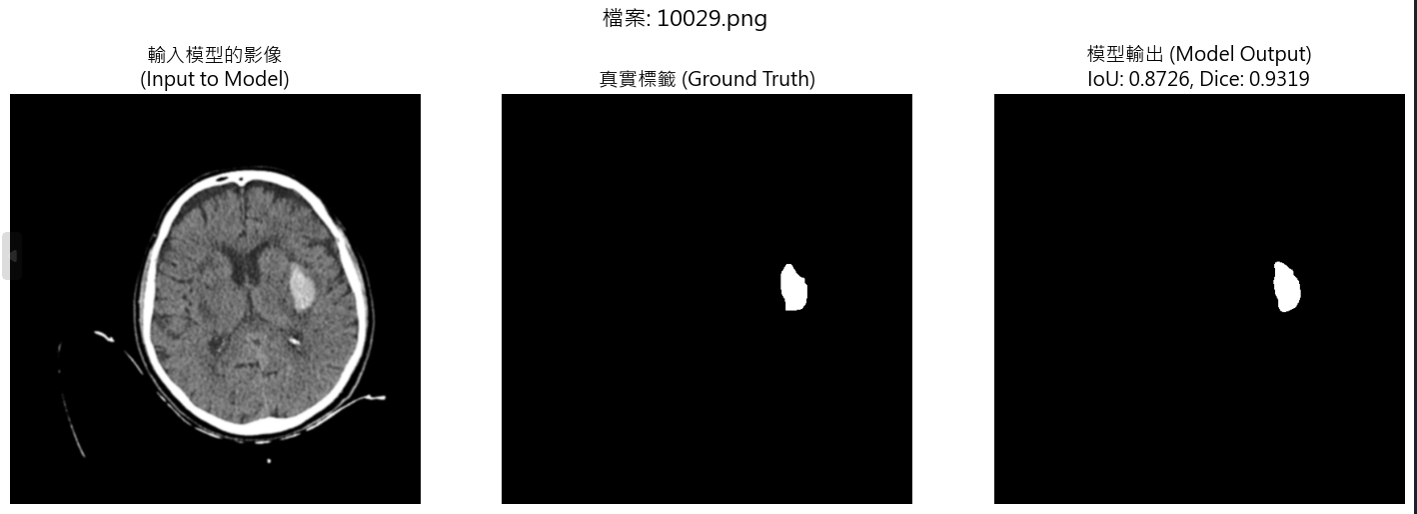 檔案: 10029.png
輸入模型的影像
(Input to Model)
真實標籤 (Ground Truth)
模型輸出 (Model Output)
IoU: 0.8726, Dice: 0.9319